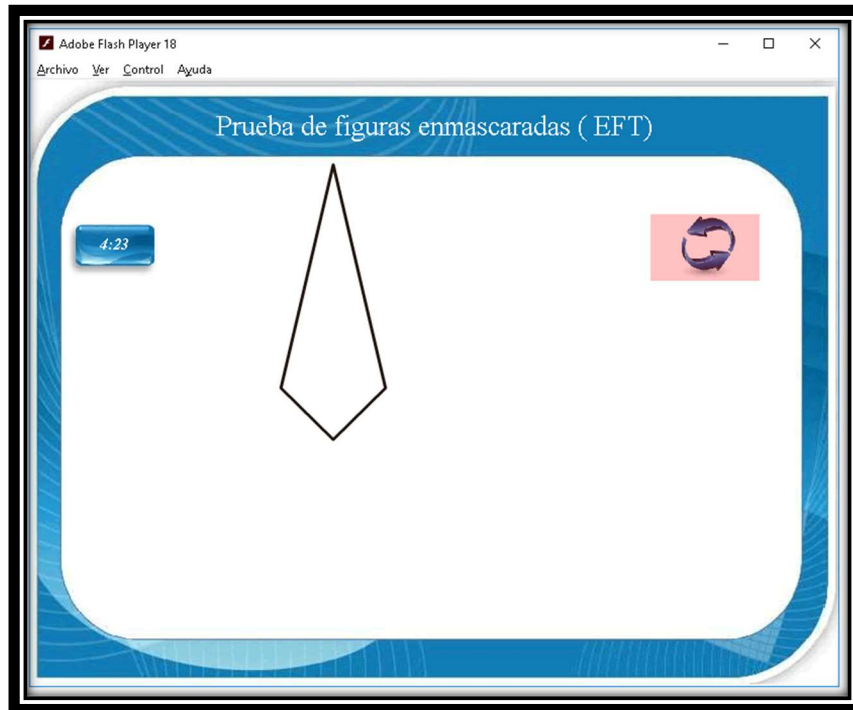 Adobe Flash Player 18
Archivo Ver Control Ayuda
Prueba de figuras enmascaradas ( EFT)
4:23